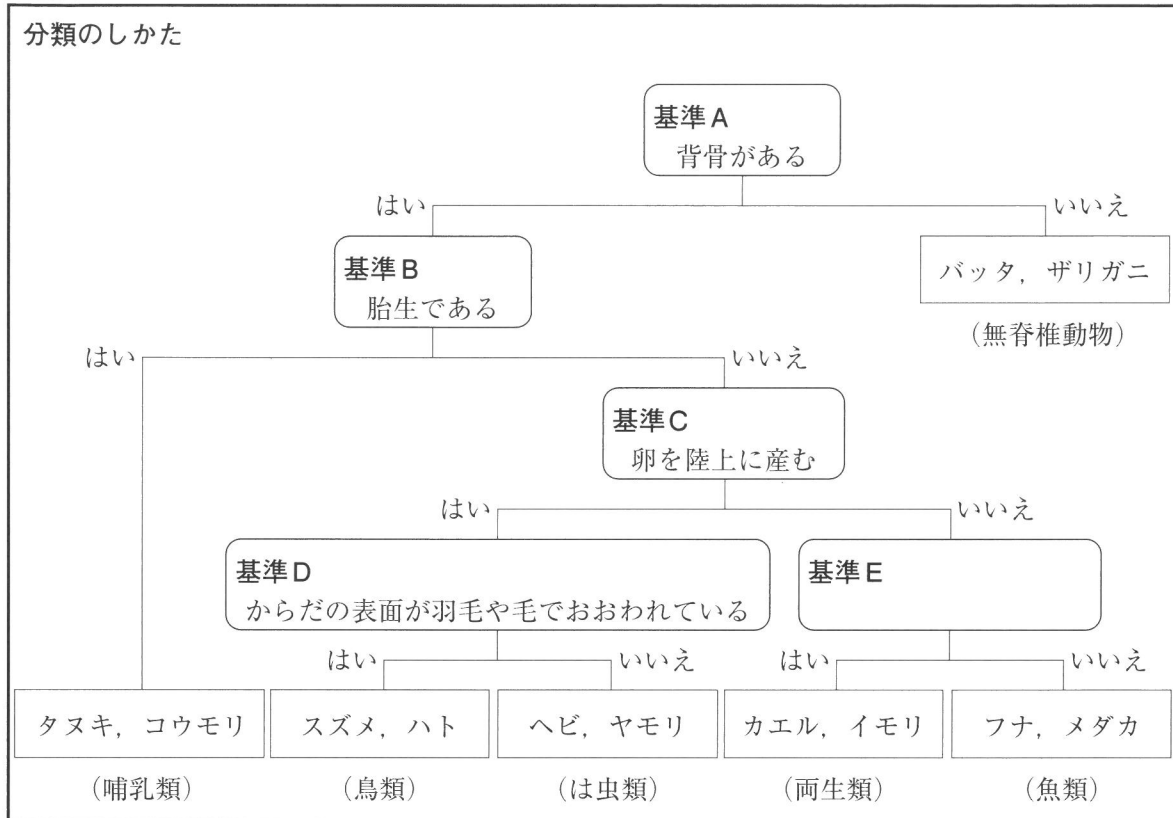 分類のしかた
基準A
背骨がある
はい
いいえ
基準B
胎生である
バッタ，ザリガニ
(無脊椎動物)
はい
いいえ
基準C
卵を陸上に産む
はい
いいえ
基準D
からだの表面が羽毛や毛でおおわれている
基準E
はい
いいえ
はい
いいえ
タヌキ，コウモリ
スズメ，ハト
ヘビ，ヤモリ
カエル，イモリ
フナ，メダカ
(哺乳類)
(鳥類)
(は虫類)
(両生類)
(魚類)